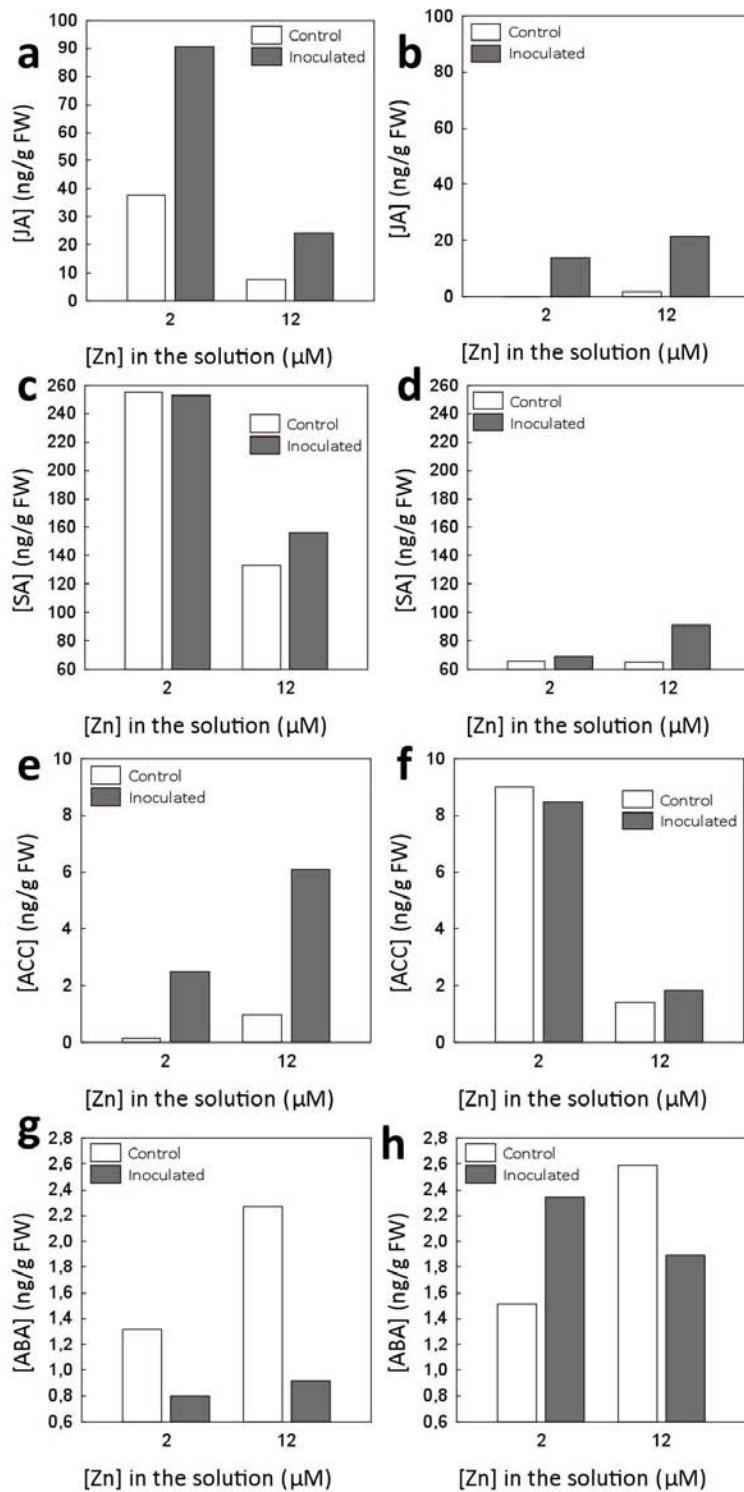 a
Control
Inoculated
[JA] (ng/g FW)
100
90
80
70
60
50
40
30
20
10
0
2
12
[Zn] in the solution (µM)
b
Control
Inoculated
[JA] (ng/g FW)
100
80
60
40
20
0
2
12
[Zn] in the solution (µM)
c
Control
Inoculated
[SA] (ng/g FW)
260
240
220
200
180
160
140
120
100
80
60
2
12
[Zn] in the solution (µM)
d
Control
Inoculated
[SA] (ng/g FW)
260
240
220
200
180
160
140
120
100
80
60
2
12
[Zn] in the solution (µM)
e
Control
Inoculated
[ACC] (ng/g FW)
10
8
6
4
2
0
2
12
[Zn] in the solution (µM)
f
Control
Inoculated
[ACC] (ng/g FW)
10
8
6
4
2
0
2
12
[Zn] in the solution (µM)
g
Control
Inoculated
[ABA] (ng/g FW)
2,8
2,6
2,4
2,2
2,0
1,8
1,6
1,4
1,2
1,0
0,8
0,6
2
12
[Zn] in the solution (µM)
h
Control
Inoculated
[ABA] (ng/g FW)
2,8
2,6
2,4
2,2
2,0
1,8
1,6
1,4
1,2
1,0
0,8
0,6
2
12
[Zn] in the solution (µM)